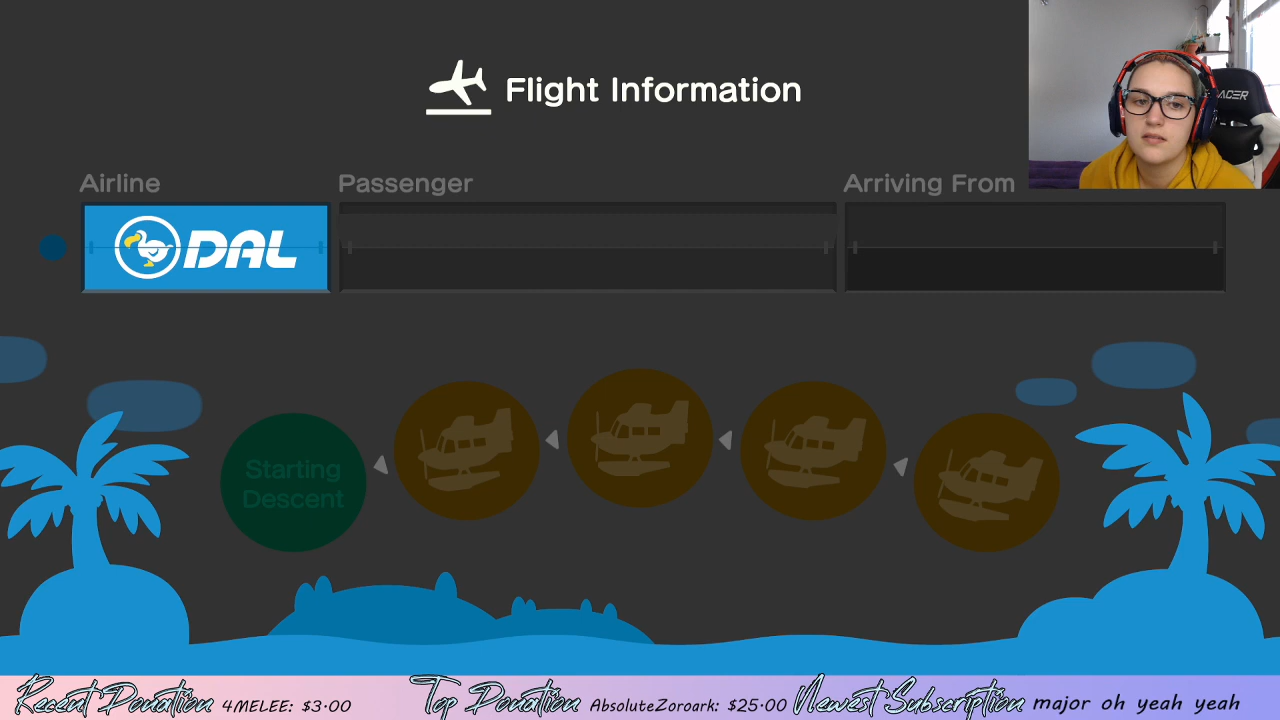 Flight Information
Airline
Passenger
Arriving From
DAL
Starting
Descent
ACER
Recent Donation 4MELEE: $3.00
Top Donation AbsoluteZoroark: $25.00
Newest Subscription major oh yeah yeah